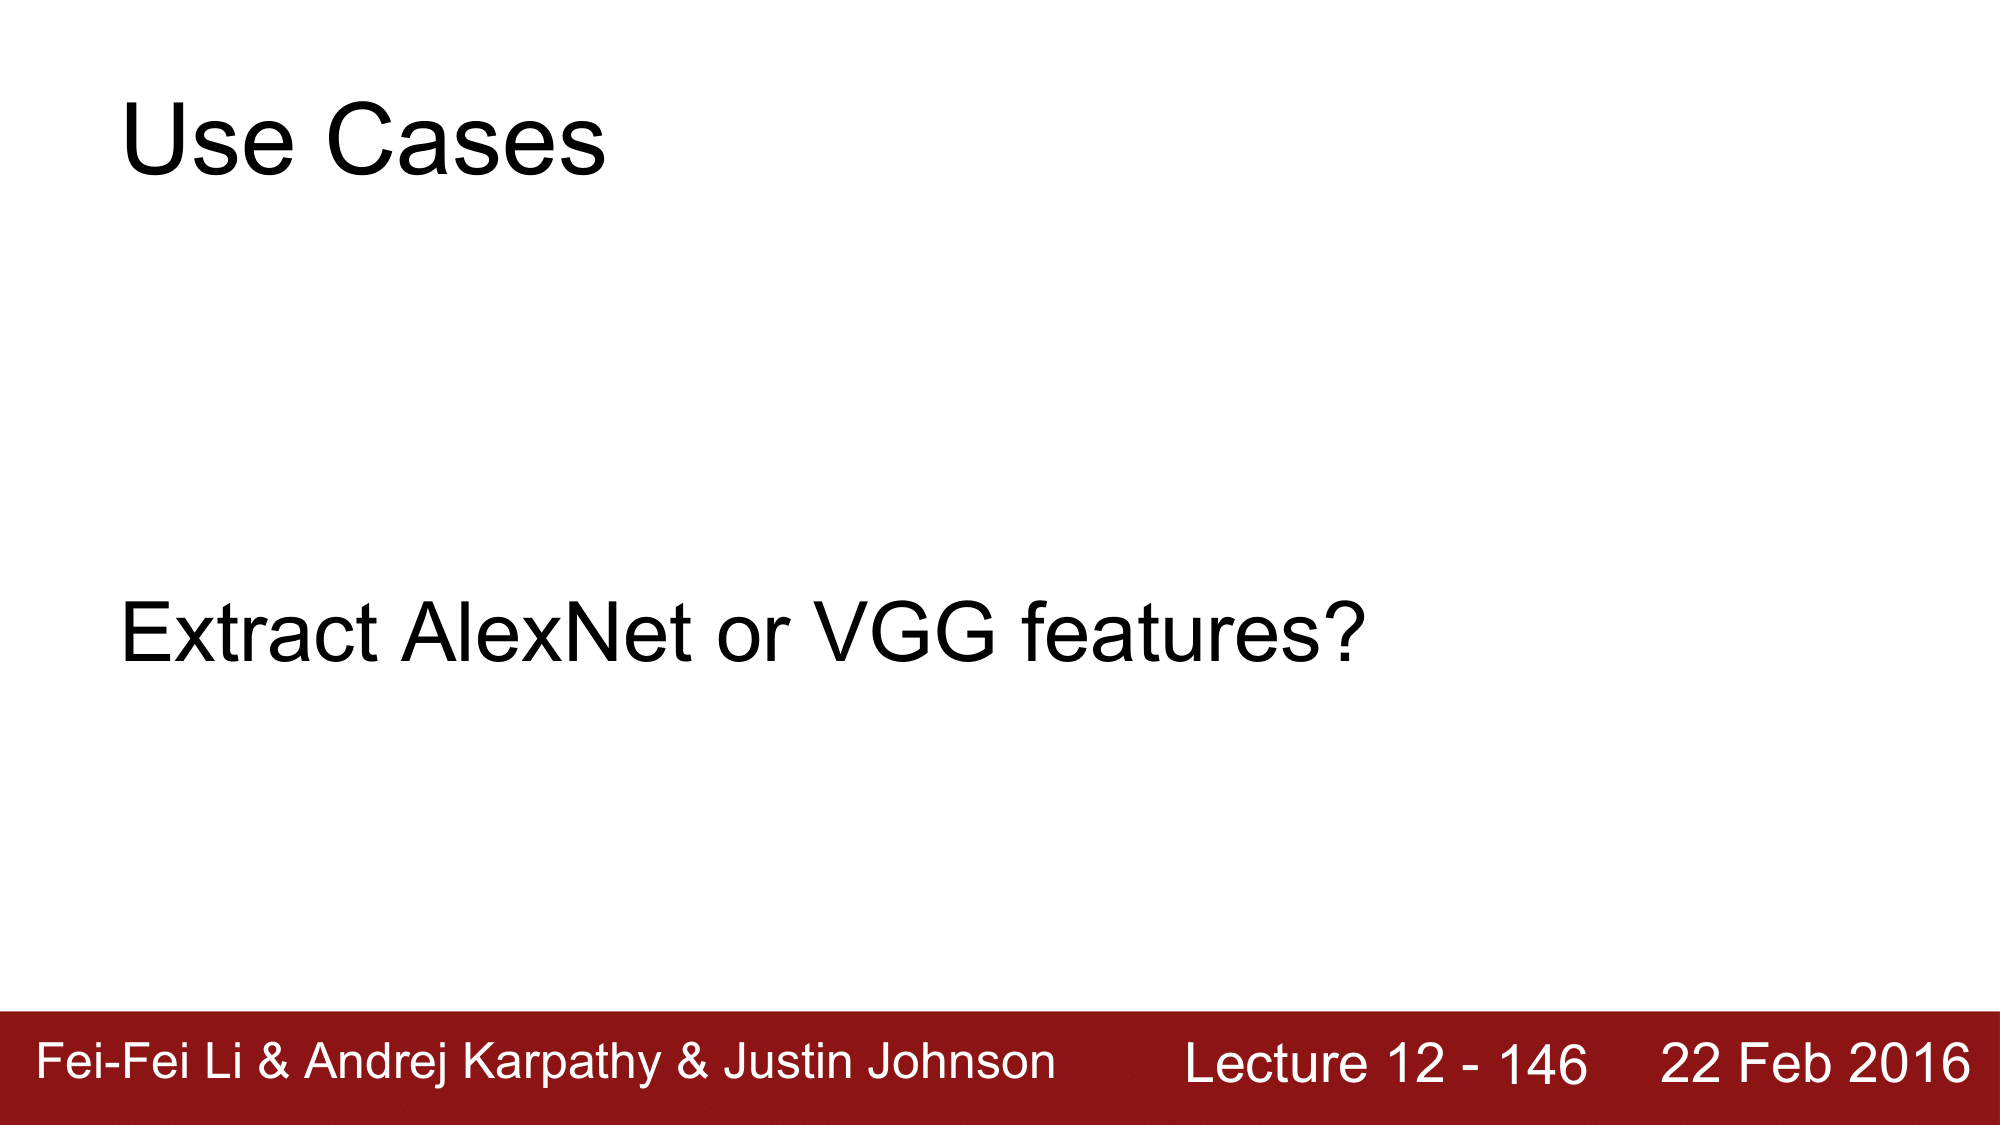 Use Cases
Extract AlexNet or VGG features?
Fei-Fei Li & Andrej Karpathy & Justin Johnson Lecture 12 - 146 22 Feb 2016